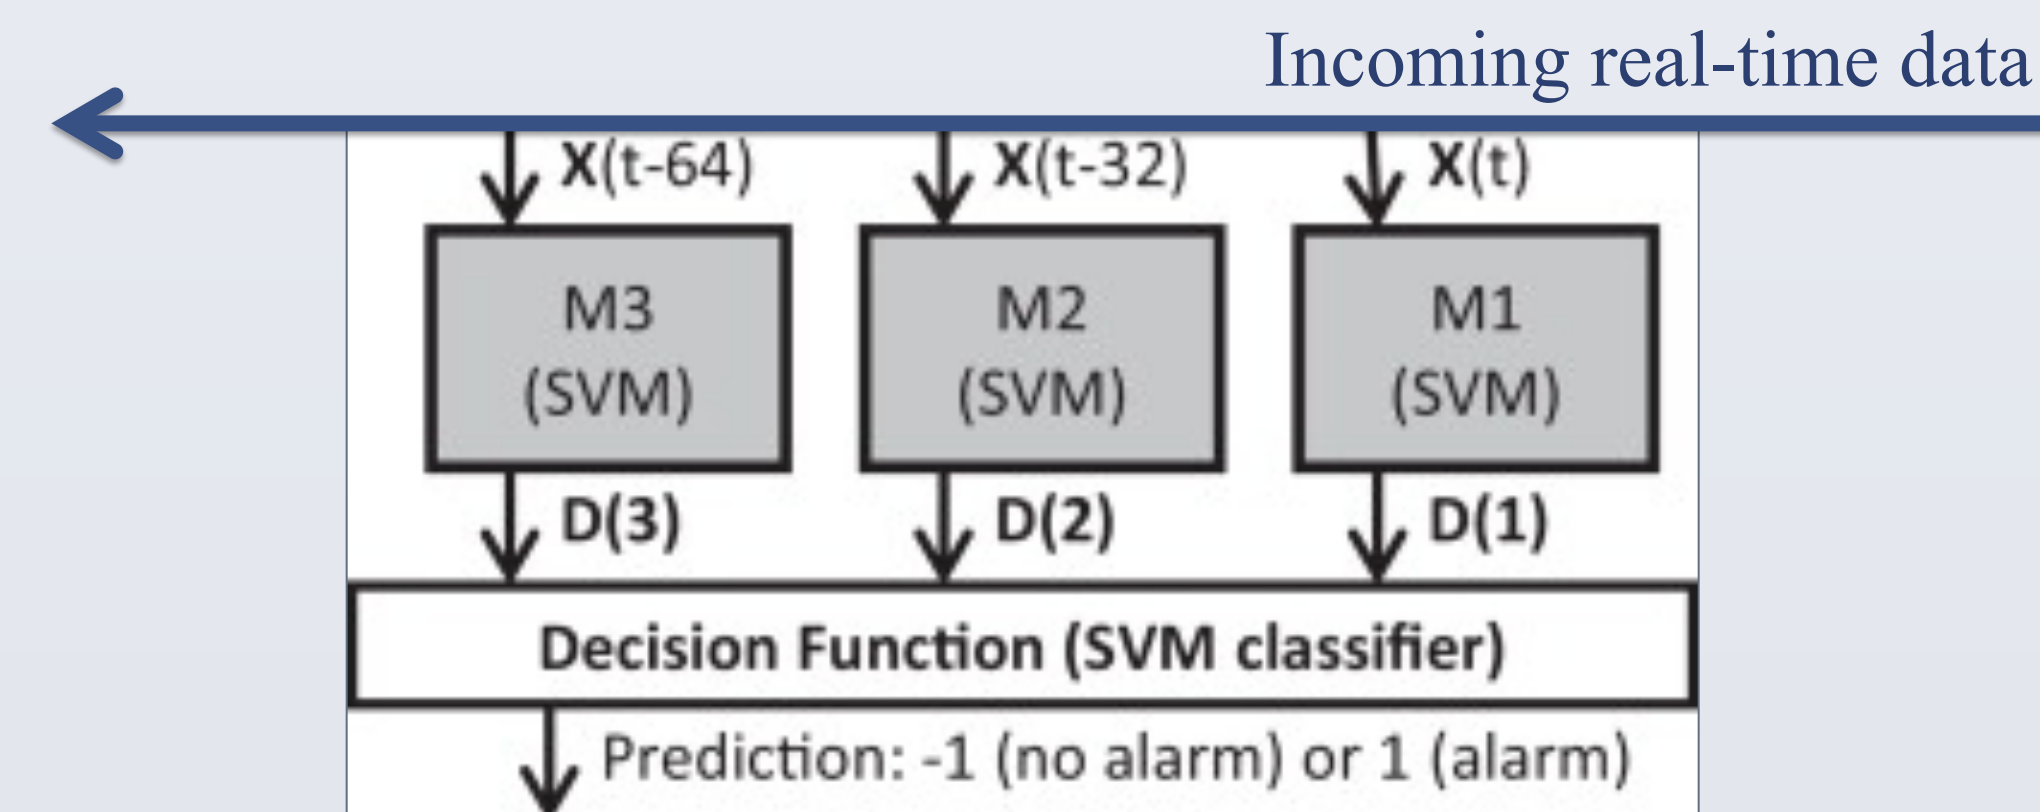 Incoming real-time data
X(t-64) X(t-32) X(t)
M3 M2 M1
(SVM) (SVM) (SVM)
D(3) D(2) D(1)
Decision Function (SVM classifier)
Prediction: -1 (no alarm) or 1 (alarm)